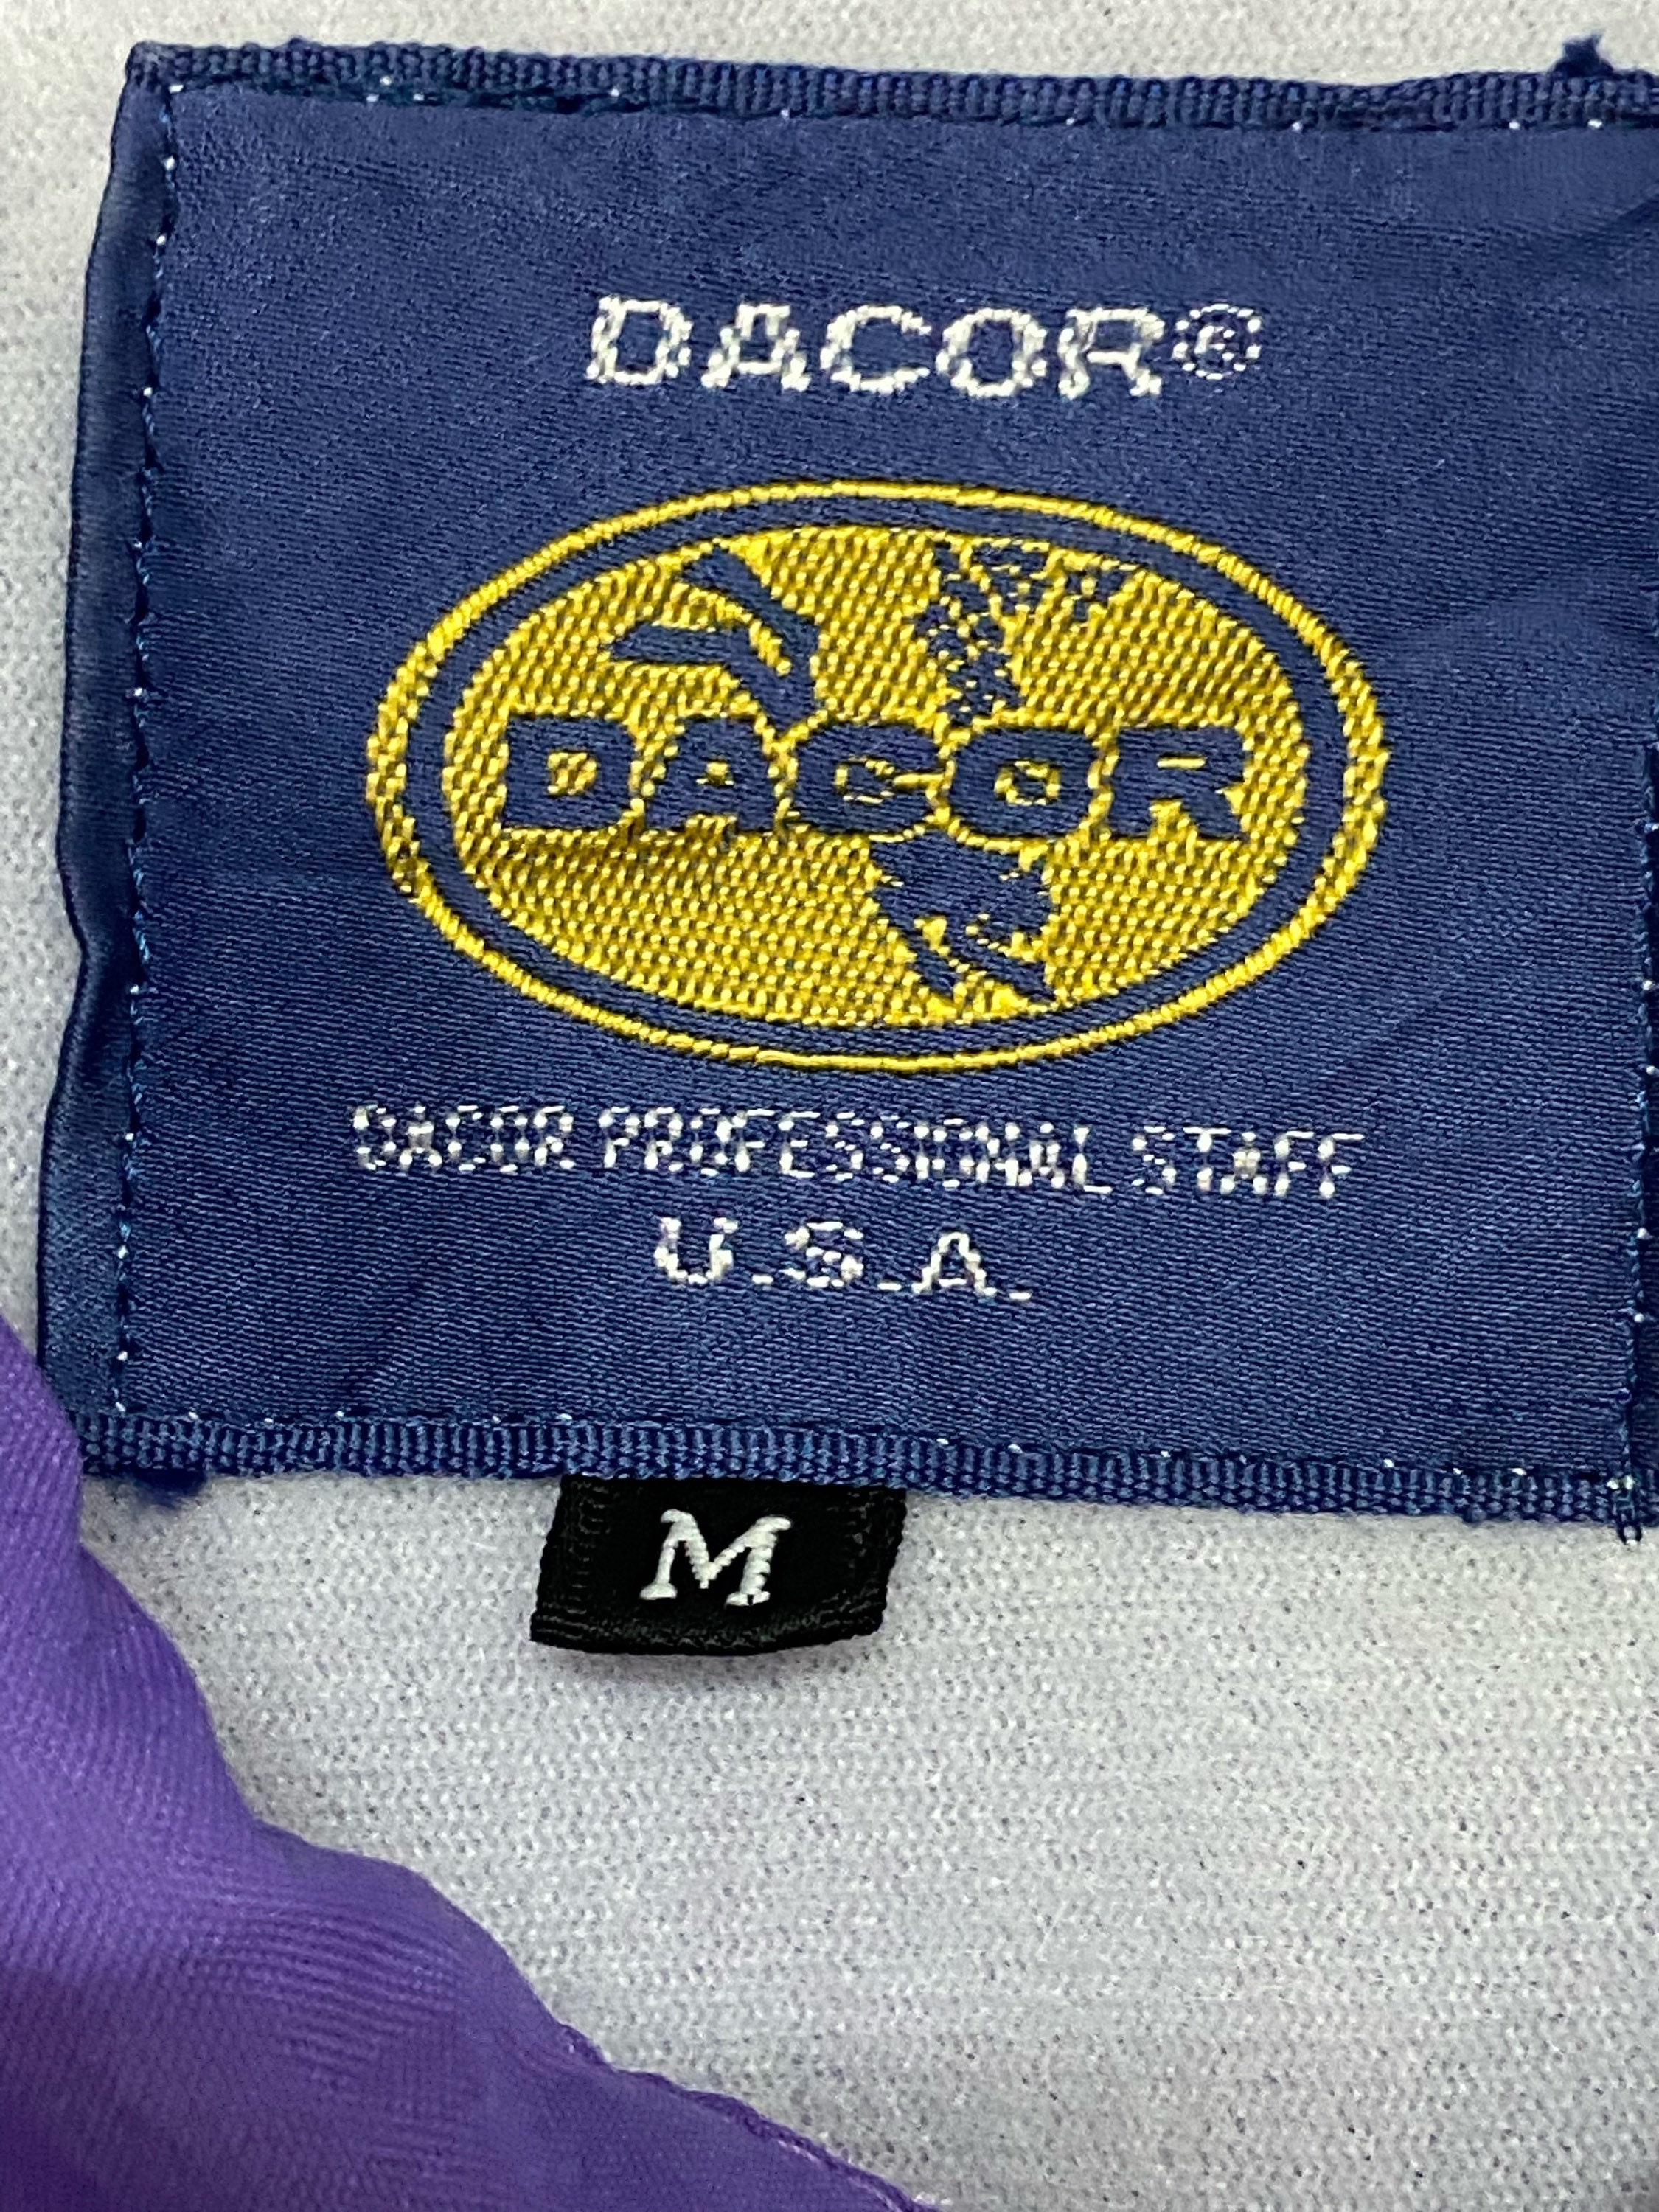 DACOR®
DACOR
DACOR PROFESSIONAL STAFF
U.S.A.
M